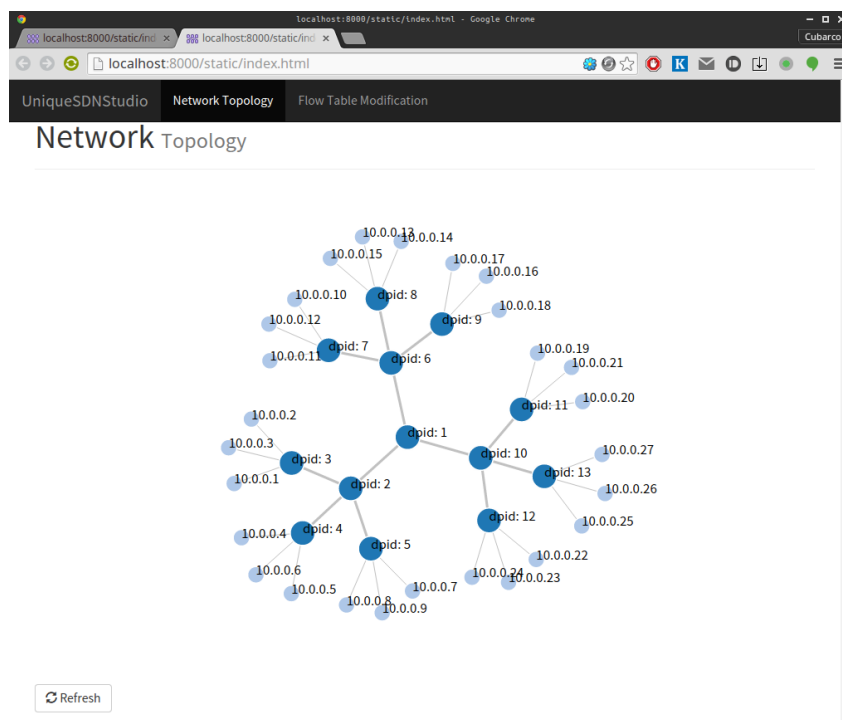 localhost:8000/static/index.html - Google Chrome
localhost:8000/static/ind × localhost:8000/static/ind × Cubarco
localhost:8000/static/index.html
UniqueSDNStudio Network Topology Flow Table Modification
Network Topology
10.0.0.13
10.0.0.14
10.0.0.15
10.0.0.17
10.0.0.16
10.0.0.10
dpid: 8
10.0.0.18
10.0.0.12
dpid: 9
dpid: 7
10.0.0.11
dpid: 6
10.0.0.19
10.0.0.21
10.0.0.20
dpid: 11
10.0.0.2
dpid: 1
10.0.0.3
10.0.0.27
dpid: 10
dpid: 3
10.0.0.1
dpid: 13
dpid: 2
10.0.0.26
dpid: 12
10.0.0.25
dpid: 4
10.0.0.4
dpid: 5
10.0.0.22
10.0.0.6
10.0.0.24
10.0.0.23
10.0.0.5
10.0.0.7
10.0.0.8
10.0.0.9
Refresh